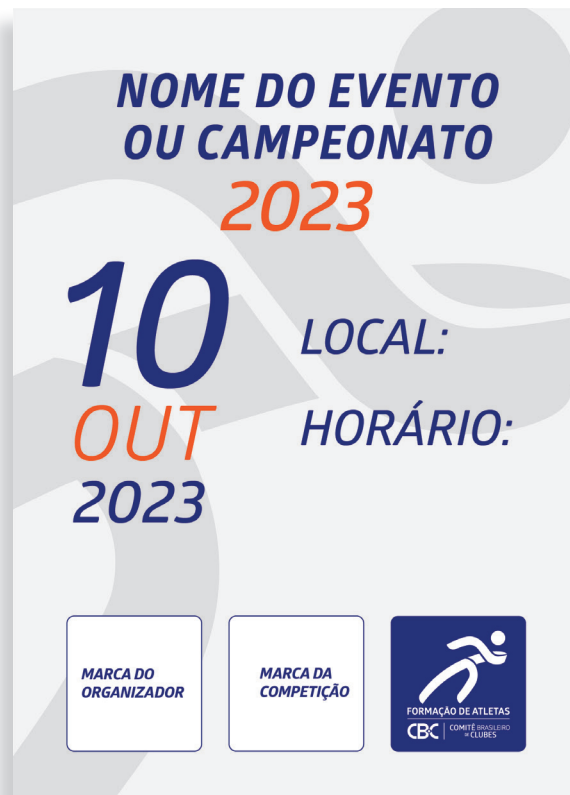 NOME DO EVENTO
OU CAMPEONATO
2023
10
OUT
2023
LOCAL:
HORÁRIO:
MARCA DO
ORGANIZADOR
MARCA DA
COMPETIÇÃO
FORMAÇÃO DE ATLETAS
CBC
COMITÊ BRASILEIRO
DE CLUBES